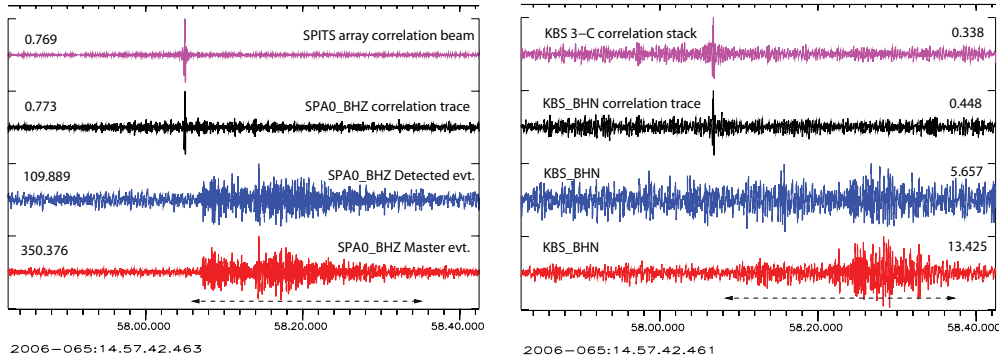 0.769 SPITS array correlation beam
0.773 SPA0_BHZ correlation trace
109.889 SPA0_BHZ Detected evt.
350.376 SPA0_BHZ Master evt.
58.00.000 58.20.000 58.40.000
2006-065:14.57.42.463
KBS 3-C correlation stack 0.338
KBS_BHN correlation trace 0.448
KBS_BHN 5.657
KBS_BHN 13.425
58.00.000 58.20.000 58.40.000
2006-065:14.57.42.461